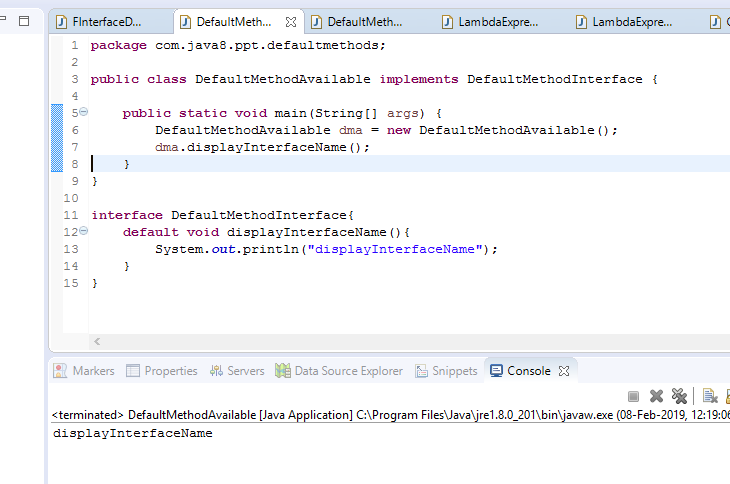 FInterfaceD... DefaultMeth... DefaultMeth... LambdaExpre... LambdaExpre...
1 package com.java8.ppt.defaultmethods;
2
3 public class DefaultMethodAvailable implements DefaultMethodInterface {
4
5 public static void main(String[] args) {
6 DefaultMethodAvailable dma = new DefaultMethodAvailable();
7 dma.displayInterfaceName();
8 }
9 }
10
11 interface DefaultMethodInterface{
12 default void displayInterfaceName(){
13 System.out.println("displayInterfaceName");
14 }
15 }
Markers Properties Servers Data Source Explorer Snippets Console
<terminated> DefaultMethodAvailable [Java Application] C:\Program Files\Java\jre1.8.0_201\bin\javaw.exe (08-Feb-2019, 12:19:06
displayInterfaceName